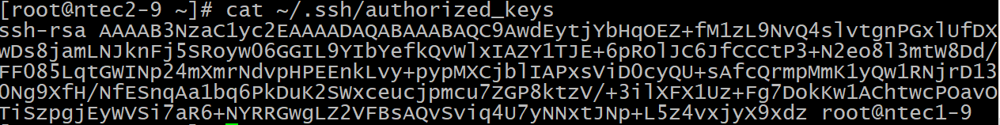 [root@ntec2-9 ~]# cat ~/.ssh/authorized_keys
ssh-rsa AAAAB3NzaC1yc2EAAAADAQABAAABAQC9AwdEytjYbHqOEZ+fM1zL9NvQ4slvtgnPGxlUfDX
wDs8jamLNJknFj5SRoyw06GGIL9YIbYefkQvWlxIAZY1TJE+6pROlJC6JfCCCtP3+N2eo8l3mtW8Dd/
FF085LqtGWINp24mXmrNdvpHPEEnkLvy+pypMXCjblIAPxsViD0cyQU+sAfcQrmpMmK1yQw1RNjrD13
0Ng9XfH/NfESnqAa1bq6PkDuK2SWxceucjpmcu7ZGP8ktzV/+3ilXFX1Uz+Fg7DokKw1AChtwcPOavO
TiSzpgjEyWVSi7aR6+NYRRGwgLZ2VFBsAQvSviq4U7yNNxtJNp+L5z4vxjyX9xdz root@ntec1-9